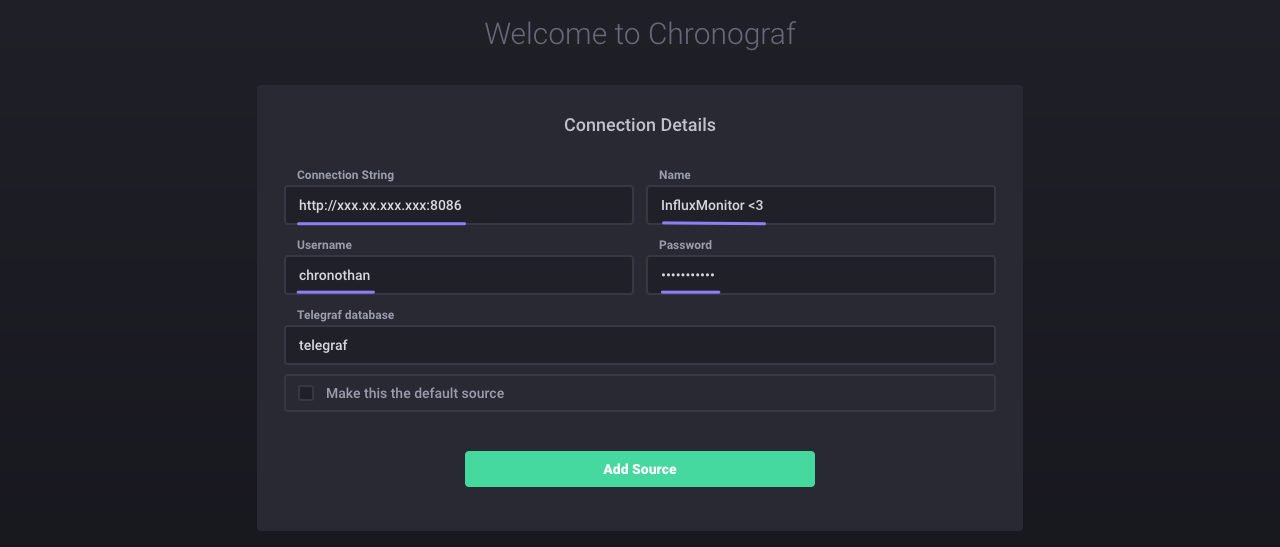 Welcome to Chronograf
Connection Details
Connection String
Name
http://xxx.xx.xxx.xxx:8086
InfluxMonitor <3
Username
Password
chronothan
•••••••••••
Telegraf database
telegraf
Make this the default source
Add Source